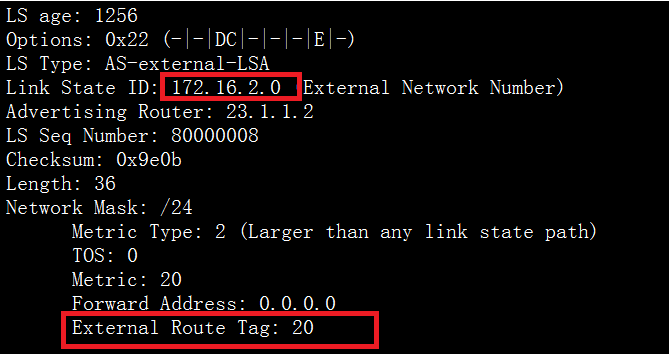 LS age: 1256
Options: 0x22 (-|-|DC|-|-|-|E|-)
LS Type: AS-external-LSA
Link State ID: 172.16.2.0 External Network Number)
Advertising Router: 23.1.1.2
LS Seq Number: 80000008
Checksum: 0x9e0b
Length: 36
Network Mask: /24
Metric Type: 2 (Larger than any link state path)
TOS: 0
Metric: 20
Forward Address: 0.0.0.0
External Route Tag: 20